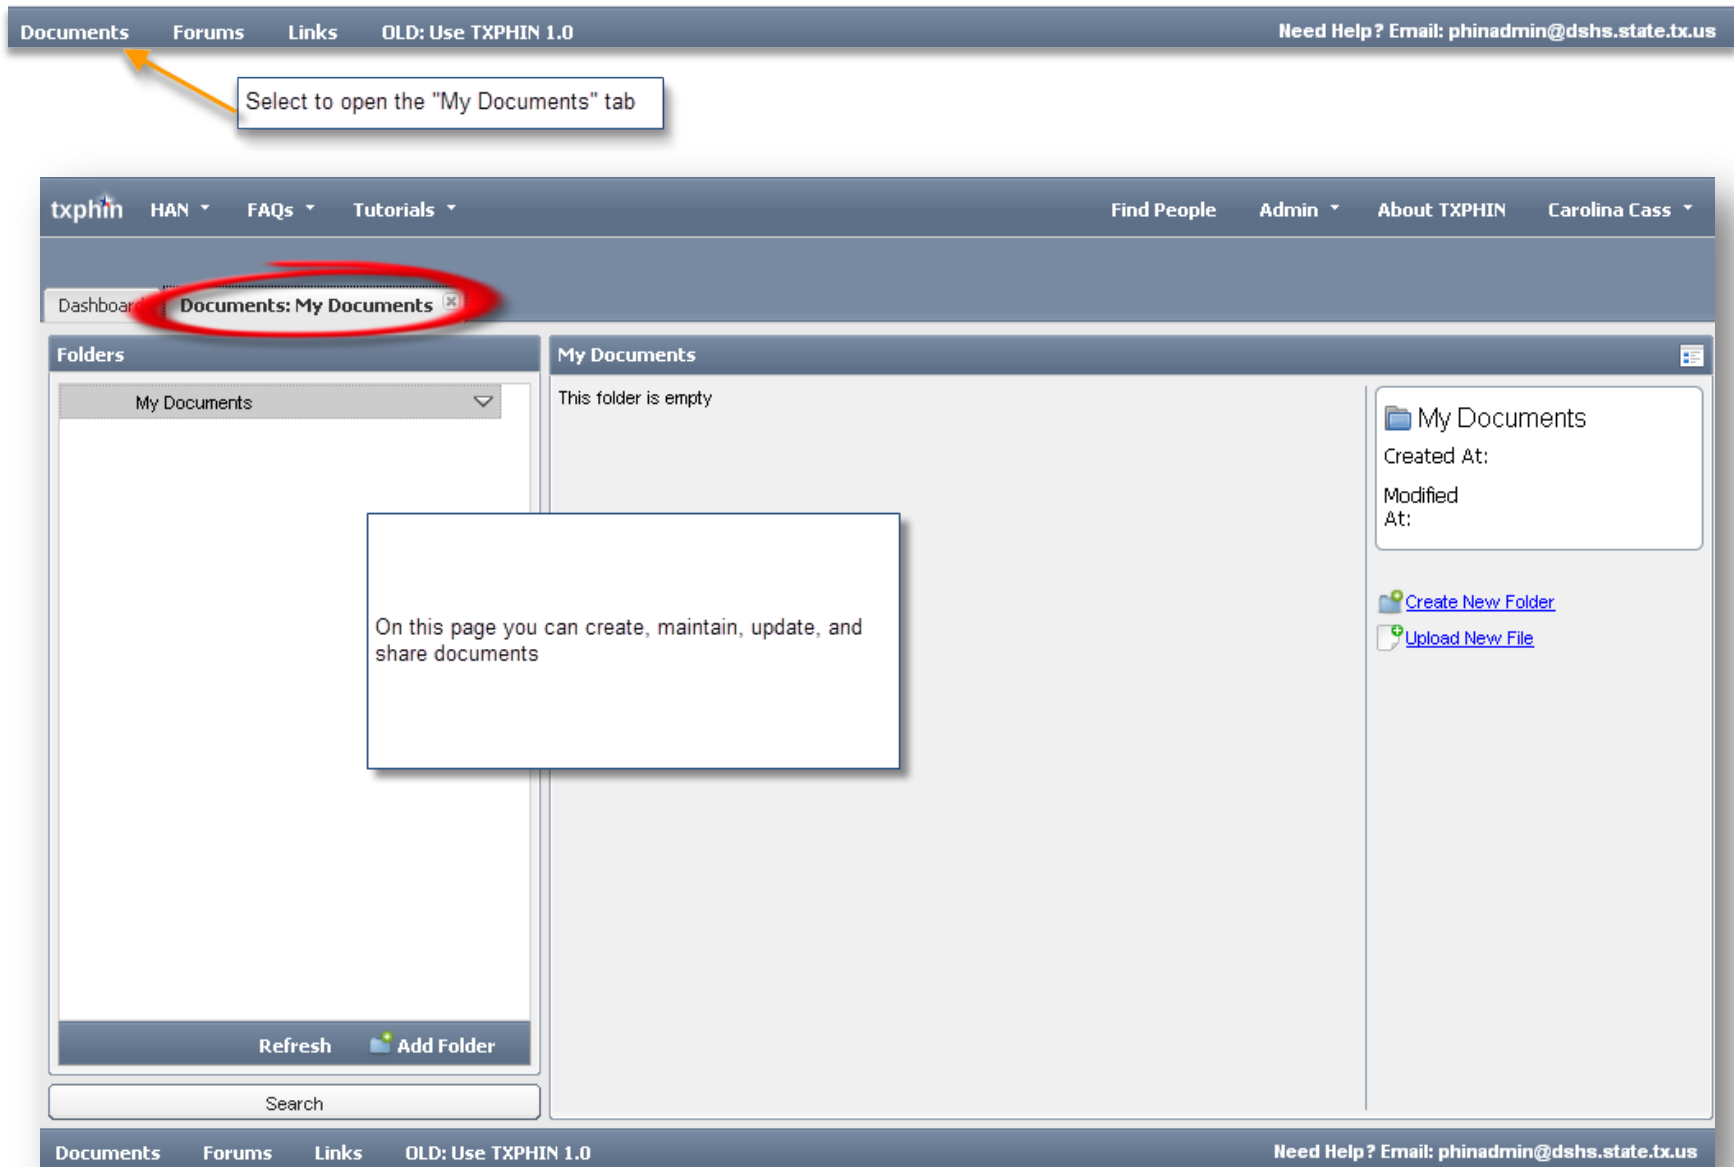 Documents Forums Links OLD: Use TXPHIN 1.0 Need Help? Email: phinadmin@dshs.state.tx.us
Select to open the "My Documents" tab
txphin HAN FAQs Tutorials Find People Admin About TXPHIN Carolina Cass
Dashboard Documents: My Documents
Folders
My Documents
My Documents
This folder is empty
My Documents
Created At:
Modified
At:
Create New Folder
Upload New File
On this page you can create, maintain, update, and
share documents
Refresh Add Folder
Search
Documents Forums Links OLD: Use TXPHIN 1.0 Need Help? Email: phinadmin@dshs.state.tx.us